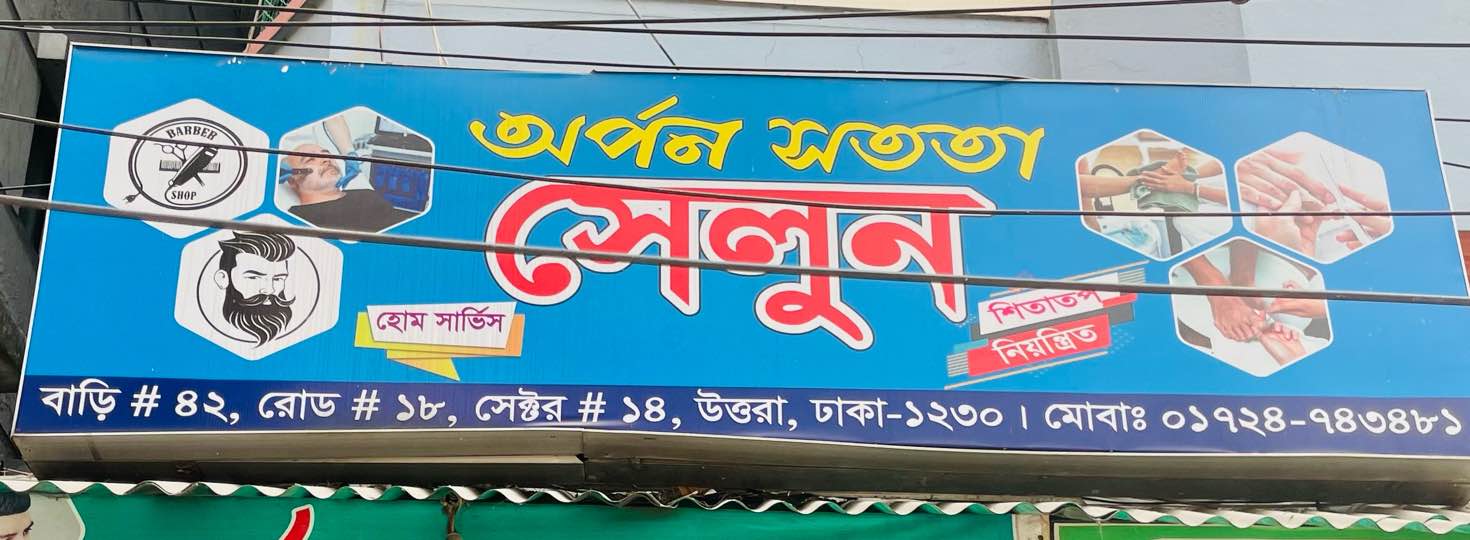 অর্পন সততা
সেলুন
BARBER
SHOP
হোম সার্ভিস
শিতাতপ
নিয়ন্ত্রিত
বাড়ি # ৪২, রোড # ১৮, সেক্টর # ১৪, উত্তরা, ঢাকা-১২৩০ । মোবাঃ ০১৭২৪-৭৪৩৪৮১